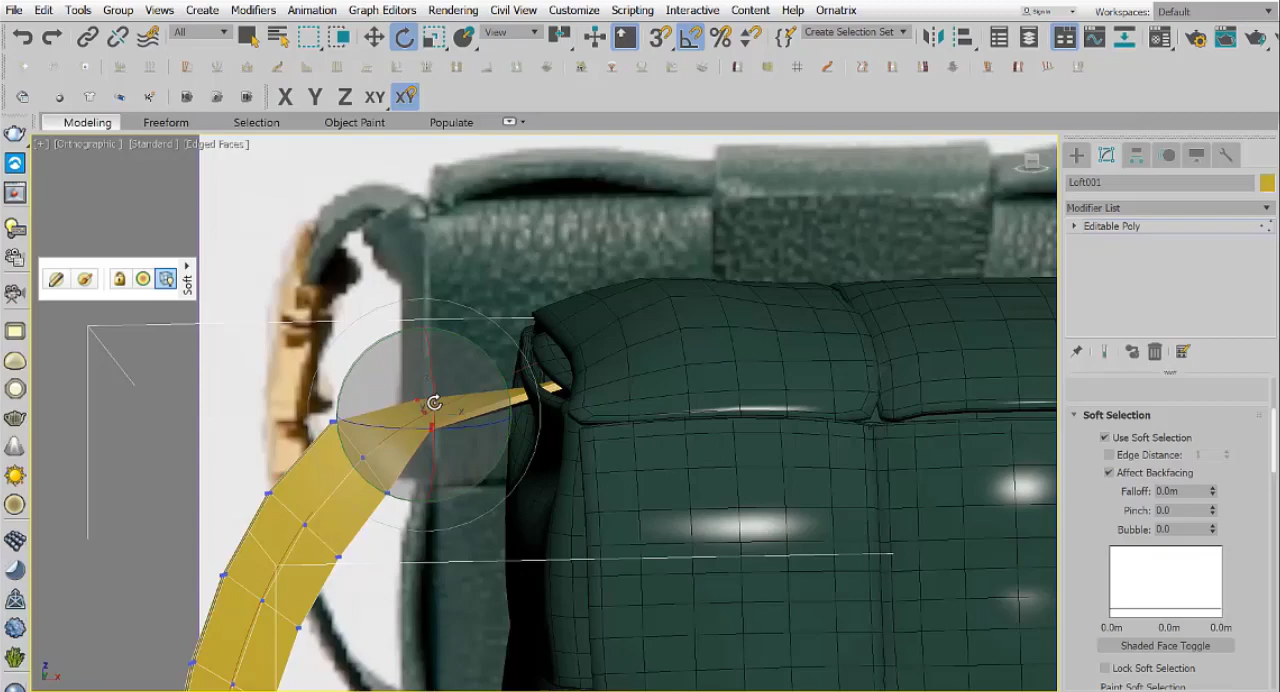 File Edit Tools Group Views Create Modifiers Animation Graph Editors Rendering Civil View Customize Scripting Interactive Content Help Ornatrix Sign In Workspaces: Default
All View Create Selection Set
X Y Z XY XY
Modeling Freeform Selection Object Paint Populate
[+] [Orthographic ] [Standard ] [Edged Faces ]
Loft001
Modifier List
Editable Poly
Soft
Soft Selection
Use Soft Selection
Edge Distance: 1
Affect Backfacing
Falloff: 0.0m
Pinch: 0.0
Bubble: 0.0
0.0m 0.0m 0.0m
Shaded Face Toggle
Lock Soft Selection
Paint Soft Selection
x
z
x